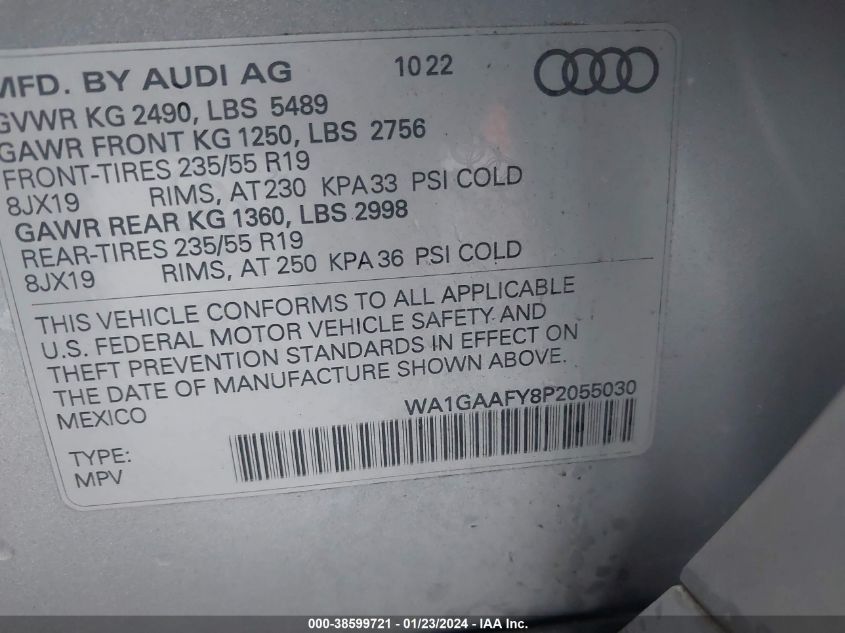 MFD. BY AUDI AG 10 22
GVWR KG 2490, LBS 5489
GAWR FRONT KG 1250, LBS 2756
FRONT-TIRES 235/55 R19
8JX19 RIMS, AT 230 KPA 33 PSI COLD
GAWR REAR KG 1360, LBS 2998
REAR-TIRES 235/55 R19
8JX19 RIMS, AT 250 KPA 36 PSI COLD
THIS VEHICLE CONFORMS TO ALL APPLICABLE
U.S. FEDERAL MOTOR VEHICLE SAFETY AND
THEFT PREVENTION STANDARDS IN EFFECT ON
THE DATE OF MANUFACTURE SHOWN ABOVE.
MEXICO WA1GAAFY8P2055030
TYPE:
MPV
000-38599721 - 01/23/2024 - IAA Inc.